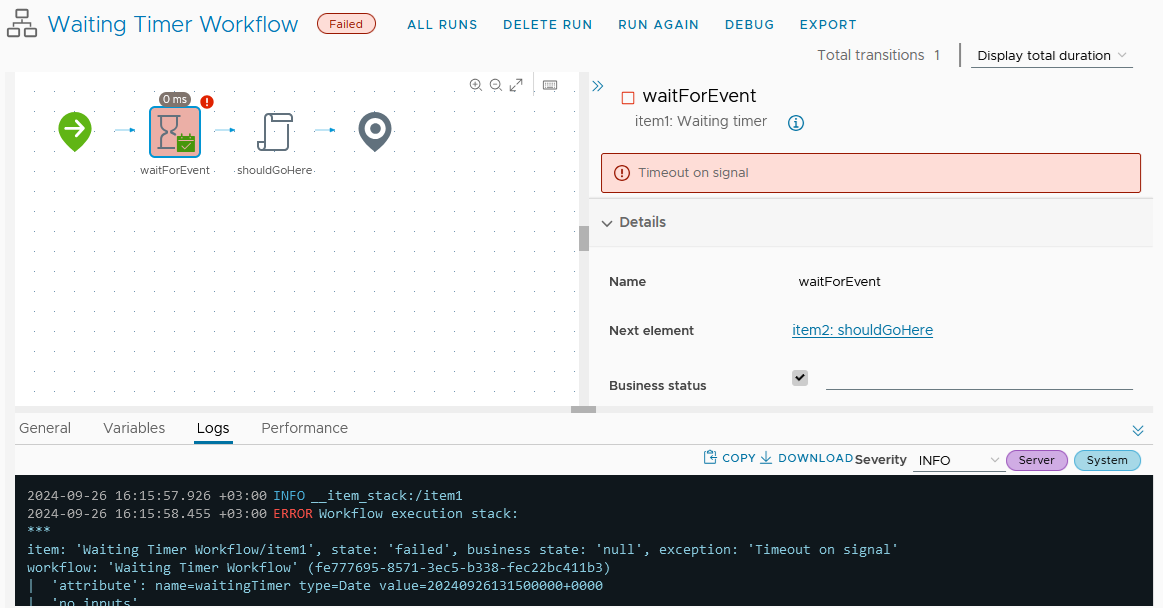 Waiting Timer Workflow Failed ALL RUNS DELETE RUN RUN AGAIN DEBUG EXPORT
Total transitions 1 Display total duration
0 ms
waitForEvent shouldGoHere
waitForEvent
item1: Waiting timer
Timeout on signal
Details
Name waitForEvent
Next element item2: shouldGoHere
Business status
General Variables Logs Performance
COPY DOWNLOAD Severity INFO Server System
2024-09-26 16:15:57.926 +03:00 INFO __item_stack:/item1
2024-09-26 16:15:58.455 +03:00 ERROR Workflow execution stack:
***
item: 'Waiting Timer Workflow/item1', state: 'failed', business state: 'null', exception: 'Timeout on signal'
workflow: 'Waiting Timer Workflow' (fe777695-8571-3ec5-b338-fec22bc411b3)
| 'attribute': name=waitingTimer type=Date value=20240926131500000+0000
| 'no inputs'